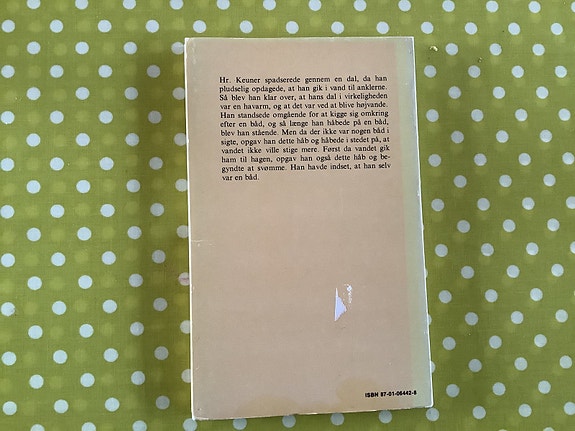 Hr. Keuner spadserede gennem en dal, da han
pludselig opdagede, at han gik i vand til anklerne.
Så blev han klar over, at hans dal i virkeligheden
var en havarm, og at det var ved at blive højvande.
Han standsede omgående for at kigge sig omkring
efter en båd, og så længe han håbede på en båd,
blev han stående. Men da der ikke var nogen båd i
sigte, opgav han dette håb og håbede i stedet på, at
vandet ikke ville stige mere. Først da vandet gik
ham til hagen, opgav han også dette håb og be-
gyndte at svømme. Han havde indset, at han selv
var en båd.
ISBN 87-01-06442-8